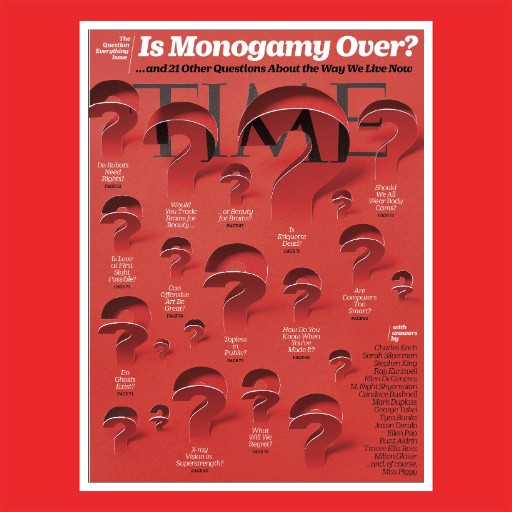 The
Question
Everything
Issue
Is Monogamy Over?
...and 21 Other Questions About the Way We Live Now
TIME
Do Robots
Need
Rights?
Would
You Trade
Brains for
Beauty...
...or Beauty
for Brains?
PAGE 67
Is
Etiquette
Dead?
Should
We All
Wear Body
Cams?
Is Love
at First
Sight
Possible?
Can
Offensive
Art Be
Great?
Topless
in
Public?
How Do You
Know When
You've
Made It?
Are
Computers
Too
Smart?
Do
Ghosts
Exist?
PAGE 74
X-ray
Vision vs.
Superstrength?
What
Will We
Regret?
with
answers
by
Charles Koch
Sarah Silverman
Stephen King
Ray Kurzweil
Ellen DeGeneres
M. Night Shyamalan
Candace Bushnell
Mark Duplass
George Takei
Tyra Banks
Jason Derulo
Ellen Pao
Buzz Aldrin
Tracee Ellis Ross
Milton Glaser
...and, of course,
Miss Piggy